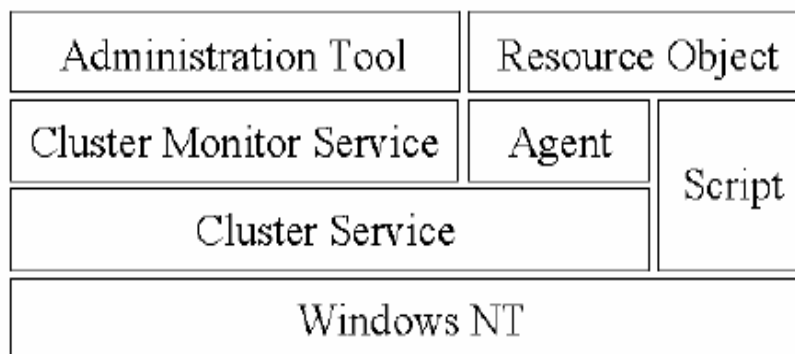 Administration Tool
Resource Object
Cluster Monitor Service
Agent
Script
Cluster Service
Windows NT